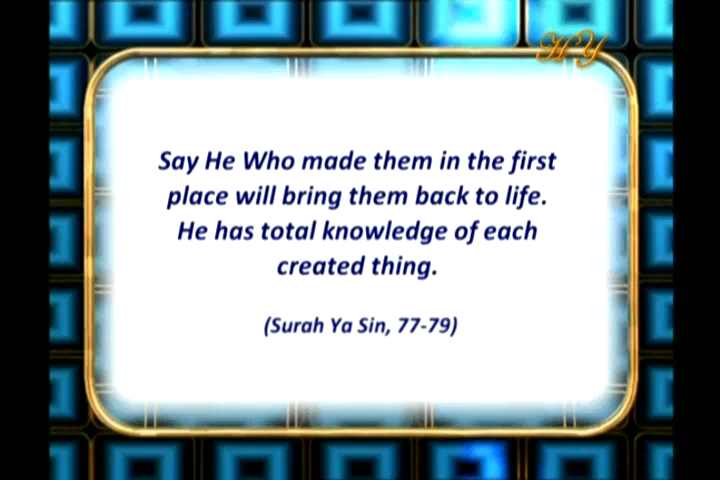 HY
Say He Who made them in the first
place will bring them back to life.
He has total knowledge of each
created thing.
(Surah Ya Sin, 77-79)